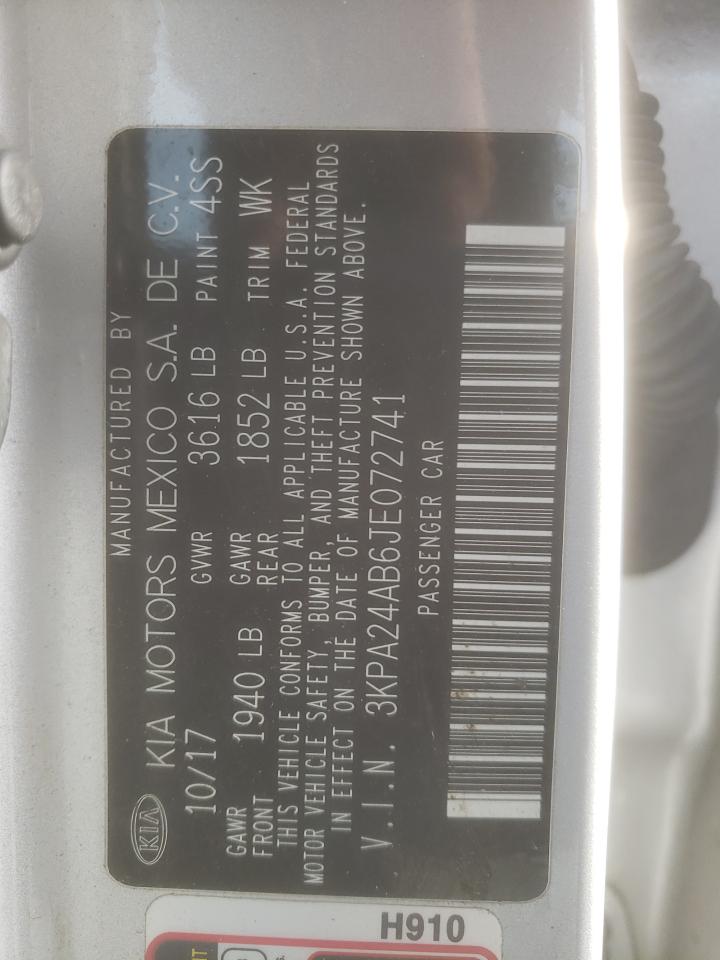 MANUFACTURED BY
KIA KIA MOTORS MEXICO S.A. DE C.V.
10/17 GVWR 3616 LB PAINT 4SS
GAWR FRONT 1940 LB GAWR REAR 1852 LB TRIM WK
THIS VEHICLE CONFORMS TO ALL APPLICABLE U.S.A. FEDERAL
MOTOR VEHICLE SAFETY, BUMPER, AND THEFT PREVENTION STANDARDS
IN EFFECT ON THE DATE OF MANUFACTURE SHOWN ABOVE.
V.I.N. 3KPA24AB6JE072741
PASSENGER CAR
H910